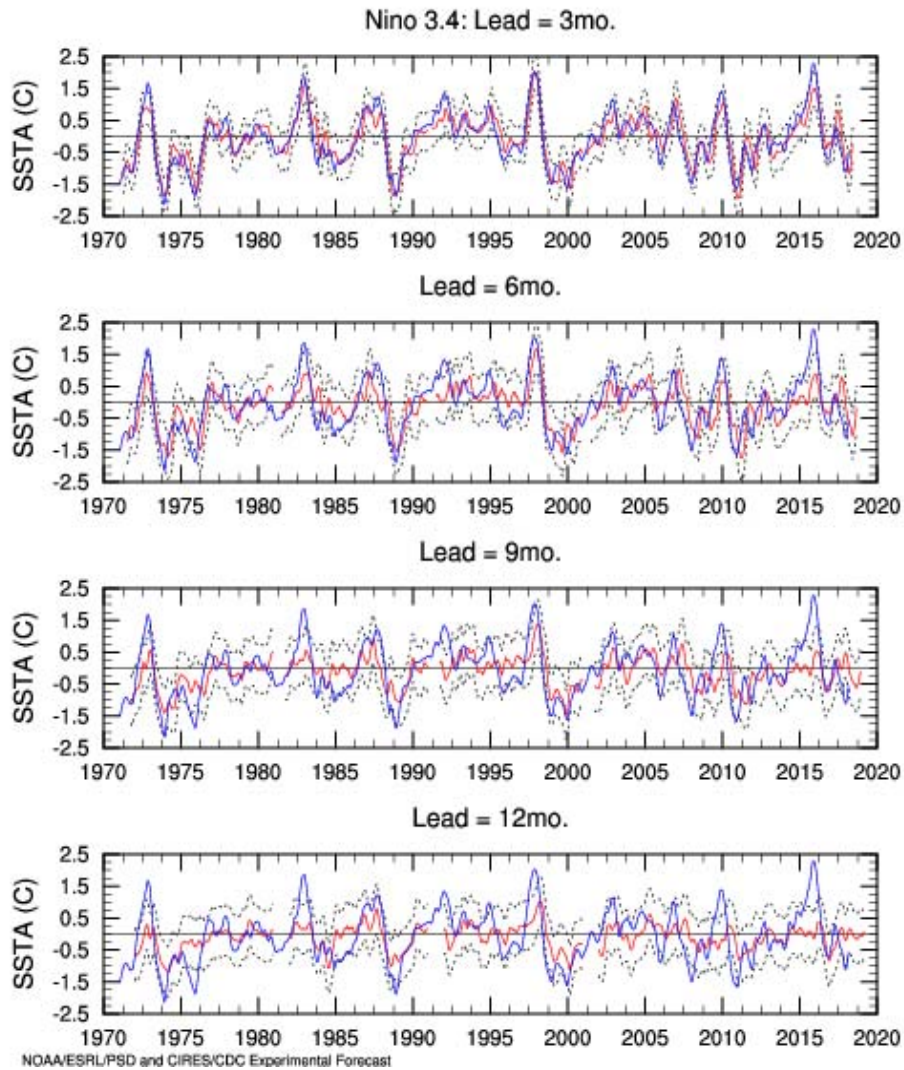 Nino 3.4: Lead = 3mo.
SSTA (C)
2.5
1.5
0.5
-0.5
-1.5
-2.5
1970 1975 1980 1985 1990 1995 2000 2005 2010 2015 2020
Lead = 6mo.
SSTA (C)
2.5
1.5
0.5
-0.5
-1.5
-2.5
1970 1975 1980 1985 1990 1995 2000 2005 2010 2015 2020
Lead = 9mo.
SSTA (C)
2.5
1.5
0.5
-0.5
-1.5
-2.5
1970 1975 1980 1985 1990 1995 2000 2005 2010 2015 2020
Lead = 12mo.
SSTA (C)
2.5
1.5
0.5
-0.5
-1.5
-2.5
1970 1975 1980 1985 1990 1995 2000 2005 2010 2015 2020
NOAA/ESRL/PSD and CIRES/CDC Experimental Forecast